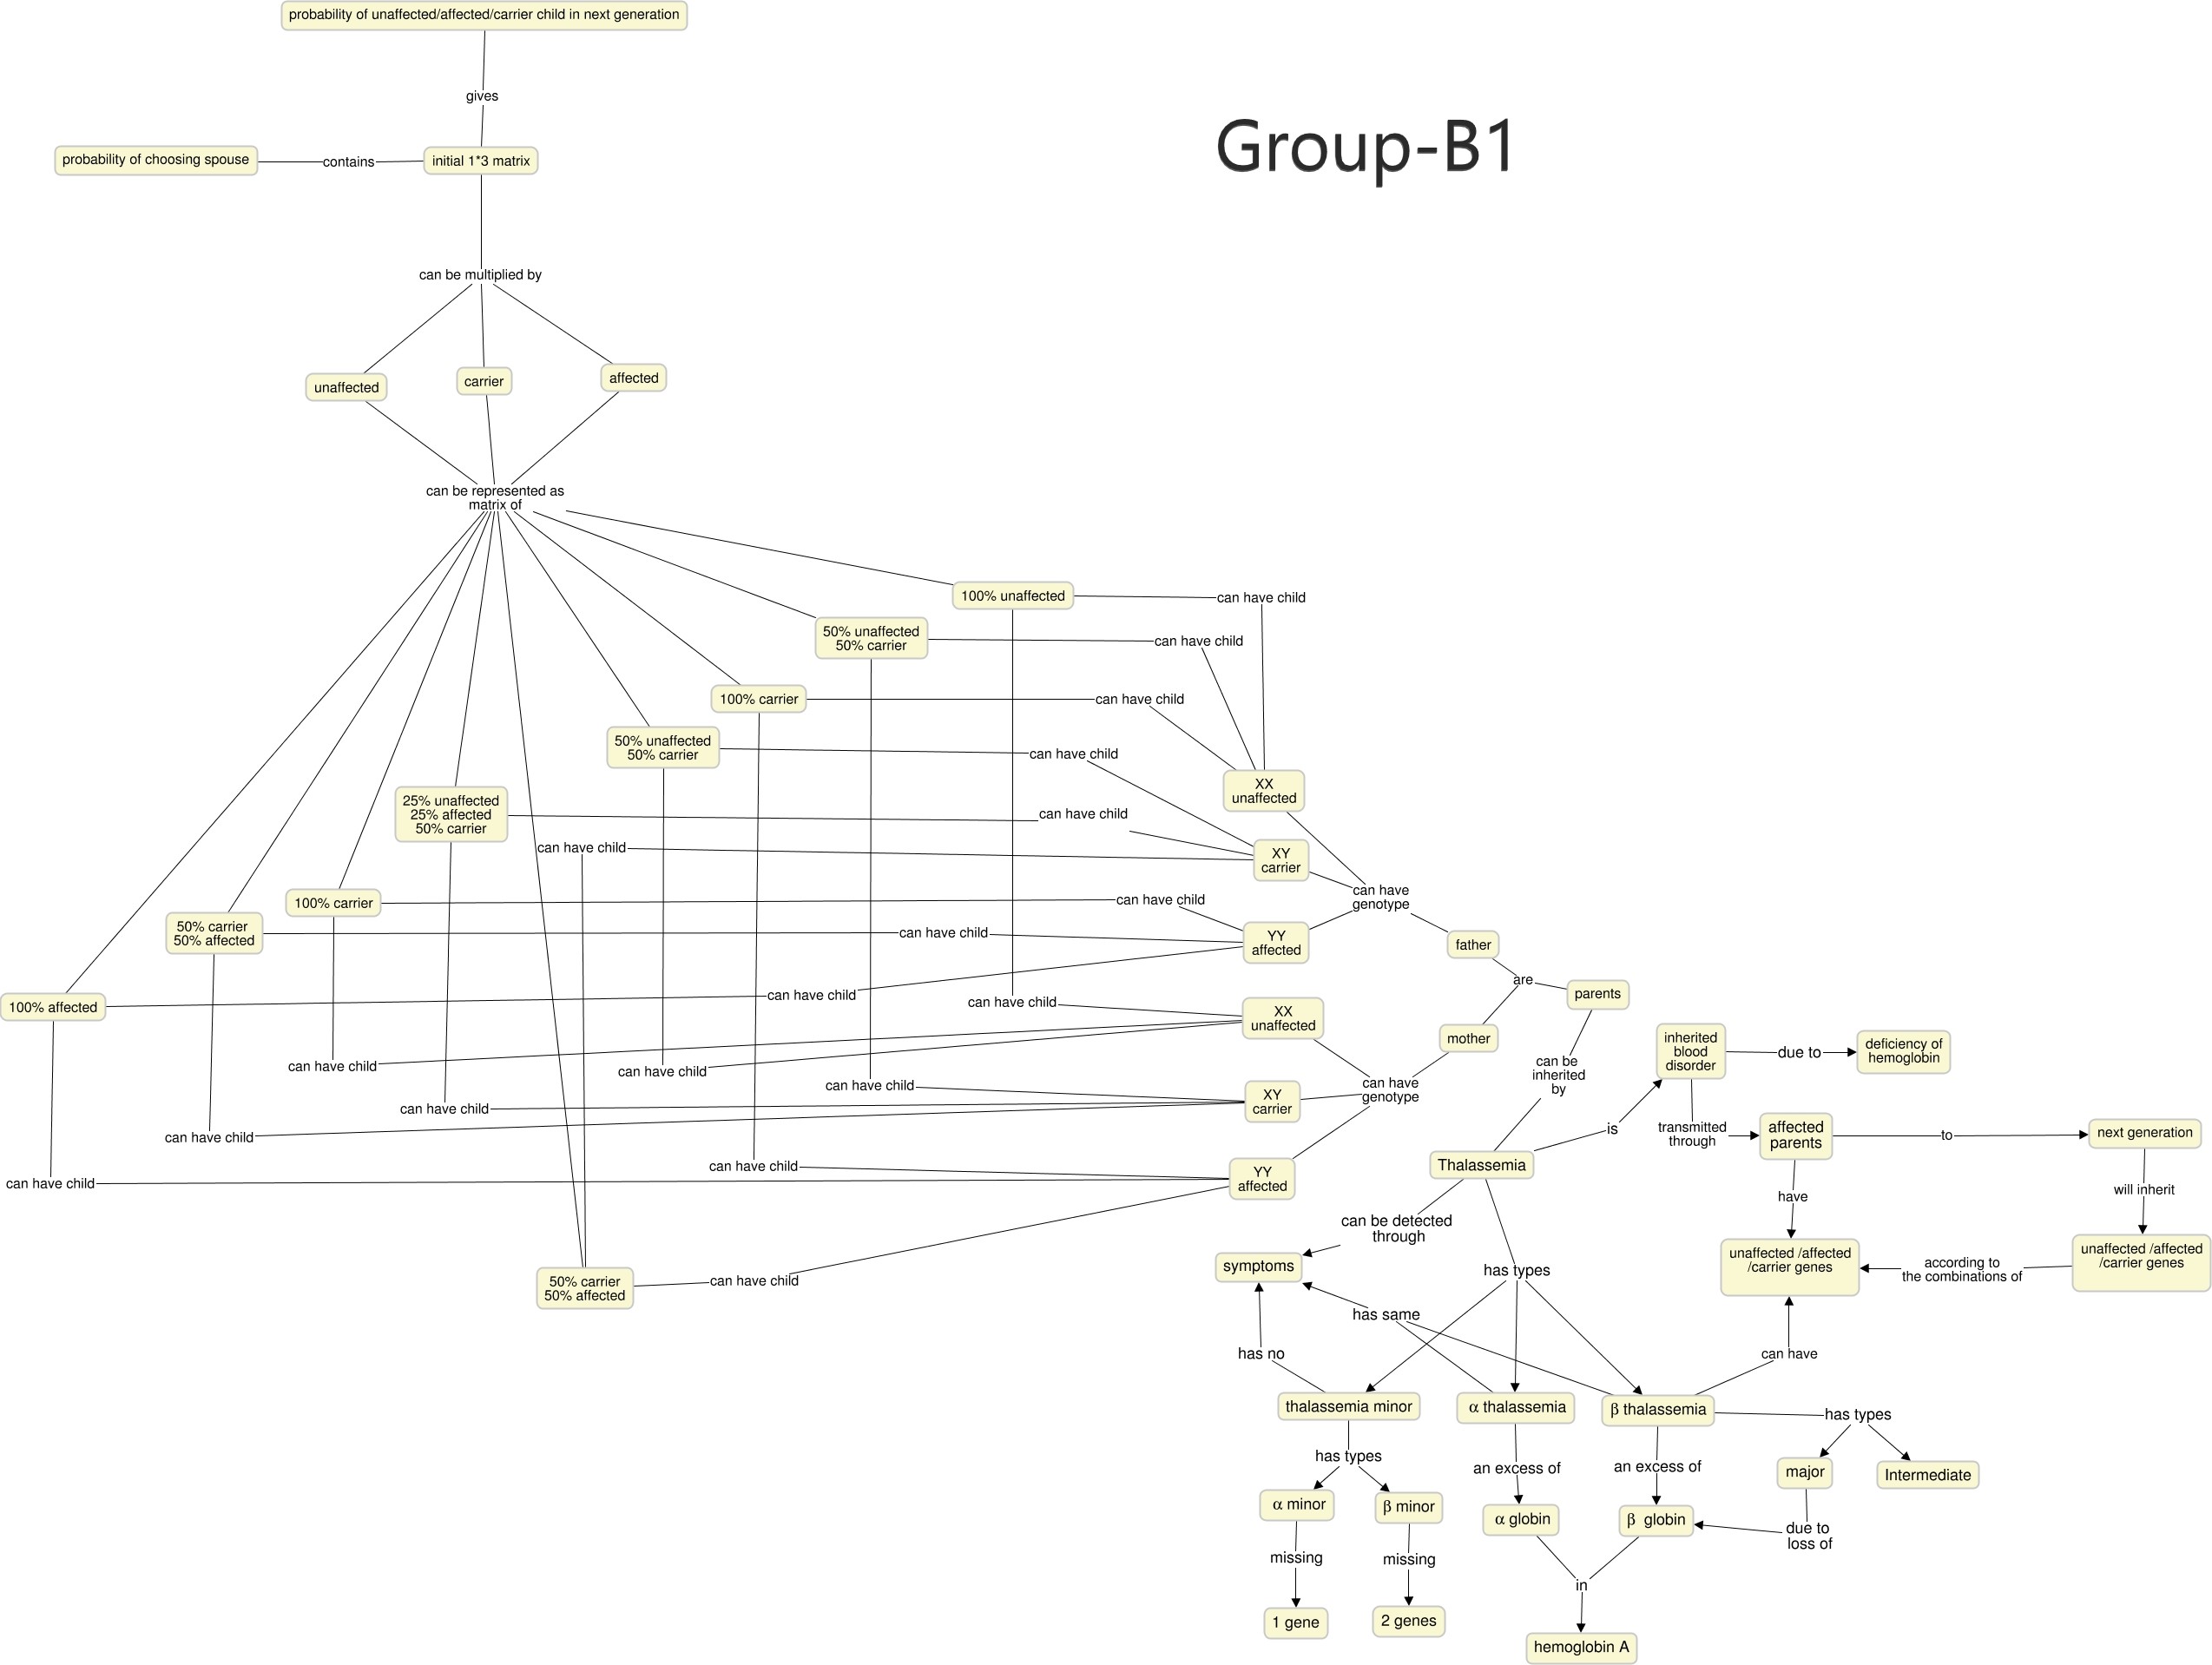 probability of unaffected/affected/carrier child in next generation
gives
Group-B1
probability of choosing spouse
contains
initial 1*3 matrix
can be multiplied by
unaffected
carrier
affected
can be represented as
matrix of
100% unaffected
can have child
50% unaffected
50% carrier
can have child
100% carrier
can have child
50% unaffected
50% carrier
can have child
XX
unaffected
25% unaffected
25% affected
50% carrier
can have child
can have child
XY
carrier
can have
genotype
100% carrier
can have child
50% carrier
50% affected
can have child
YY
affected
father
are
parents
100% affected
can have child
can have child
XX
unaffected
mother
inherited
blood
disorder
due to
deficiency of
hemoglobin
can have child
can have child
can be
inherited
by
can have child
can have
genotype
can have child
XY
carrier
can have child
is
transmitted
through
affected
parents
to
next generation
can have child
can have child
YY
affected
Thalassemia
have
will inherit
can be detected
through
unaffected /affected
/carrier genes
according to
the combinations of
unaffected /affected
/carrier genes
50% carrier
50% affected
can have child
symptoms
has types
has same
has no
can have
thalassemia minor
α thalassemia
β thalassemia
has types
has types
an excess of
an excess of
major
Intermediate
α minor
β minor
α globin
β globin
due to
loss of
missing
missing
in
1 gene
2 genes
hemoglobin A